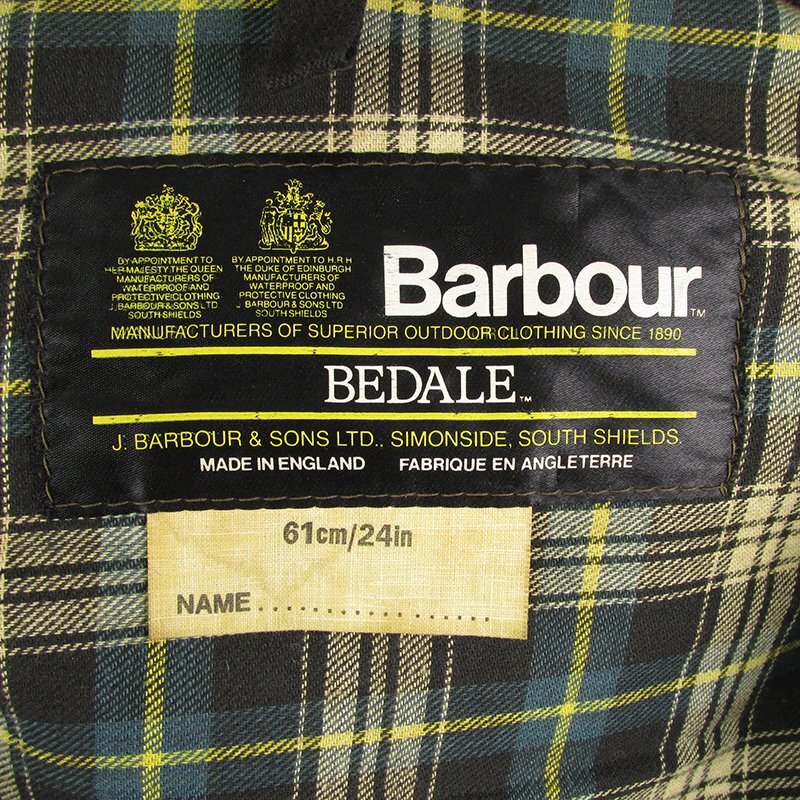 BY APPOINTMENT TO
HER MAJESTY THE QUEEN
MANUFACTURERS OF
WATERPROOF AND
PROTECTIVE CLOTHING
J. BARBOUR & SONS LTD
SOUTH SHIELDS
BY APPOINTMENT TO H.R.H
THE DUKE OF EDINBURGH
MANUFACTURERS OF
WATERPROOF AND
PROTECTIVE CLOTHING
J. BARBOUR & SONS LTD
SOUTH SHIELDS
Barbour™
MANUFACTURERS OF SUPERIOR OUTDOOR CLOTHING SINCE 1890
BEDALE™
J. BARBOUR & SONS LTD., SIMONSIDE, SOUTH SHIELDS
MADE IN ENGLAND FABRIQUE EN ANGLETERRE
61cm/24in
NAME....................